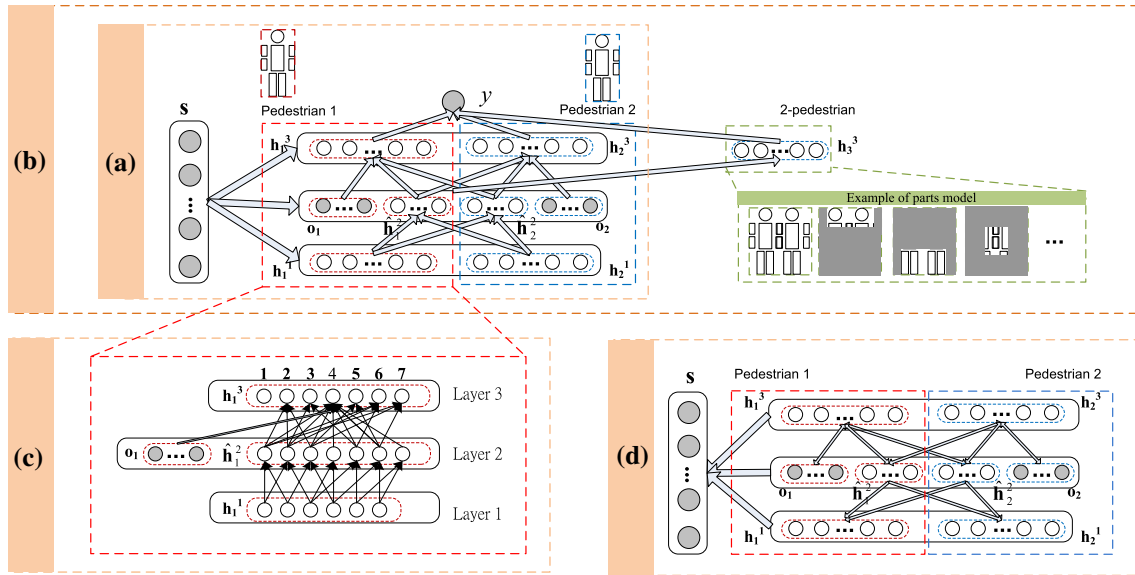 (b)
(a)
s
Pedestrian 1
y
Pedestrian 2
2-pedestrian
h₁³
...
...
h₂³
...
h₃³
...
...
...
...
...
o₁
ĥ₁²
ĥ₂²
o₂
h₁¹
...
...
h₂¹
Example of parts model
...
(c)
1 2 3 4 5 6 7
h₁³
Layer 3
o₁
...
ĥ₁²
Layer 2
h₁¹
Layer 1
(d)
s
Pedestrian 1
Pedestrian 2
h₁³
...
...
h₂³
...
...
...
...
...
o₁
ĥ₁²
ĥ₂²
o₂
h₁¹
...
...
h₂¹